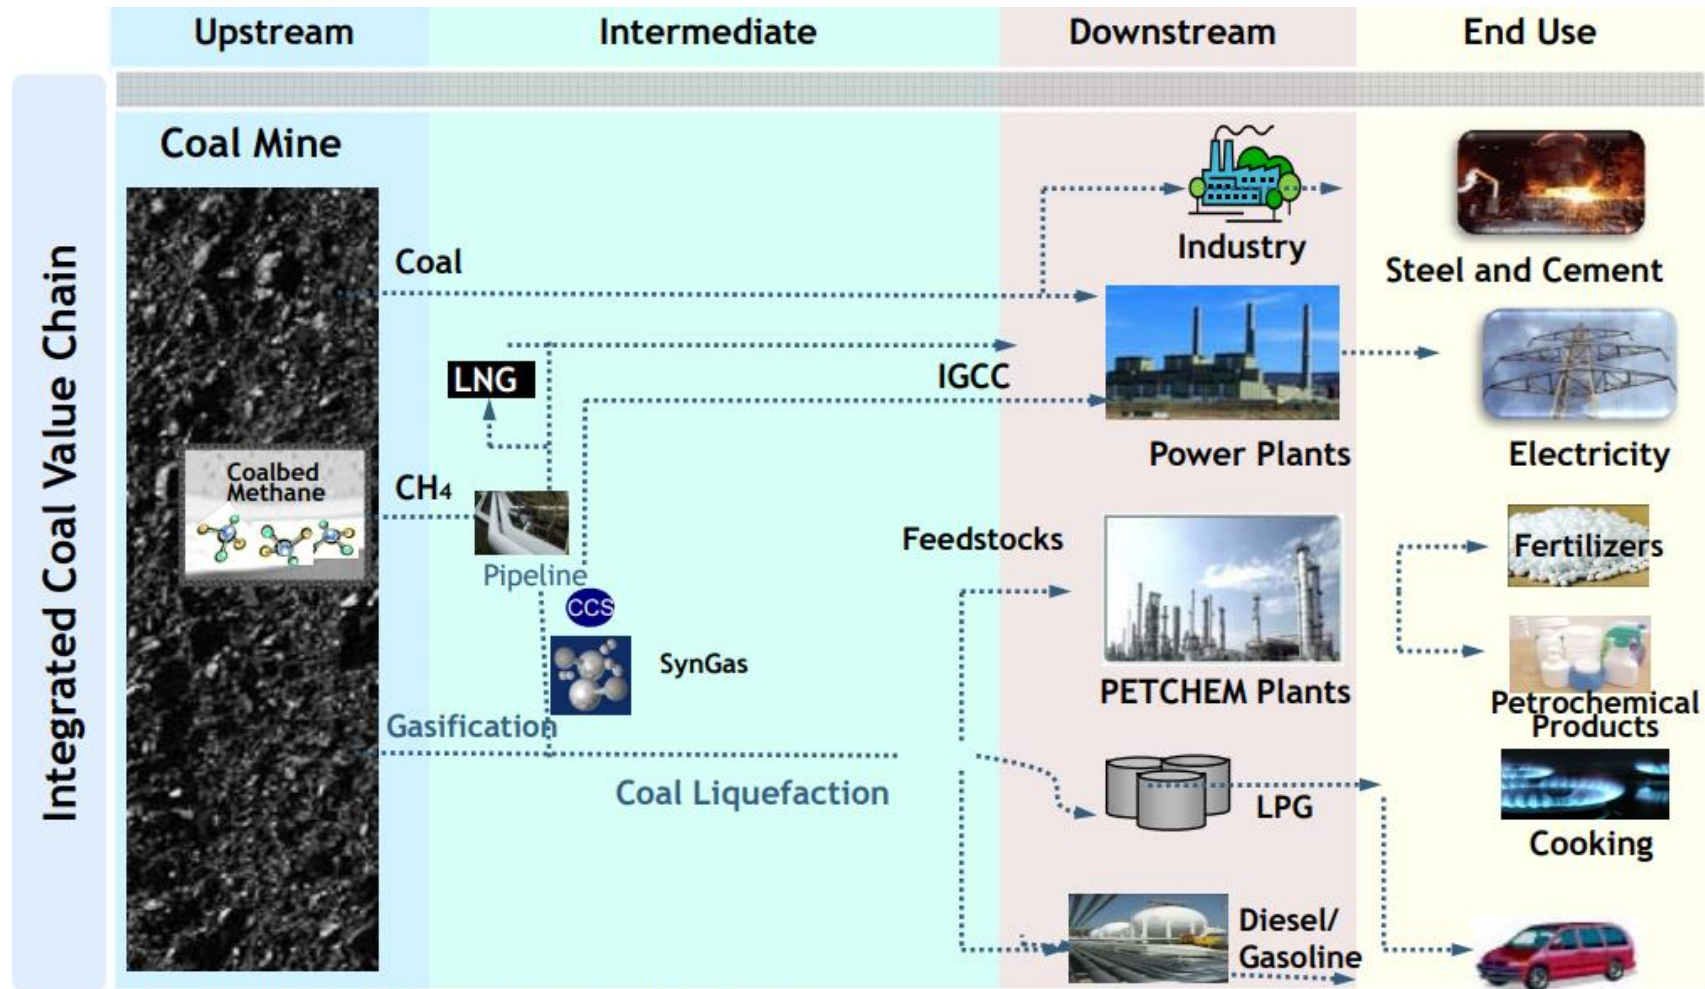 Upstream
Intermediate
Downstream
End Use
Integrated Coal Value Chain
Coal Mine
Coal
Industry
Steel and Cement
LNG
IGCC
Power Plants
Electricity
Coalbed
Methane
CH₄
Pipeline
CCS
SynGas
Feedstocks
Fertilizers
PETCHEM Plants
Petrochemical
Products
Gasification
Coal Liquefaction
LPG
Cooking
Diesel/
Gasoline